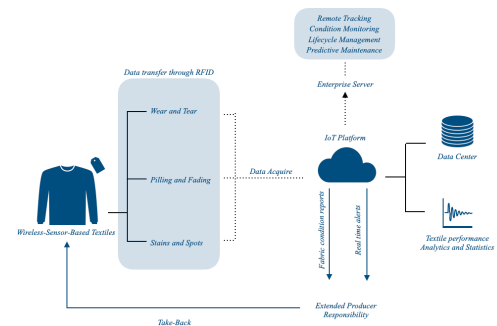 Remote Tracking
Condition Monitoring
Lifecycle Management
Predictive Maintenance
Data transfer through RFID
Enterprise Server
Wear and Tear
IoT Platform
Data Center
Data Acquire
Pilling and Fading
Fabric condition reports
Real time alerts
Wireless-Sensor-Based Textiles
Stains and Spots
Textile performance
Analytics and Statistics
Extended Producer
Responsibility
Take-Back